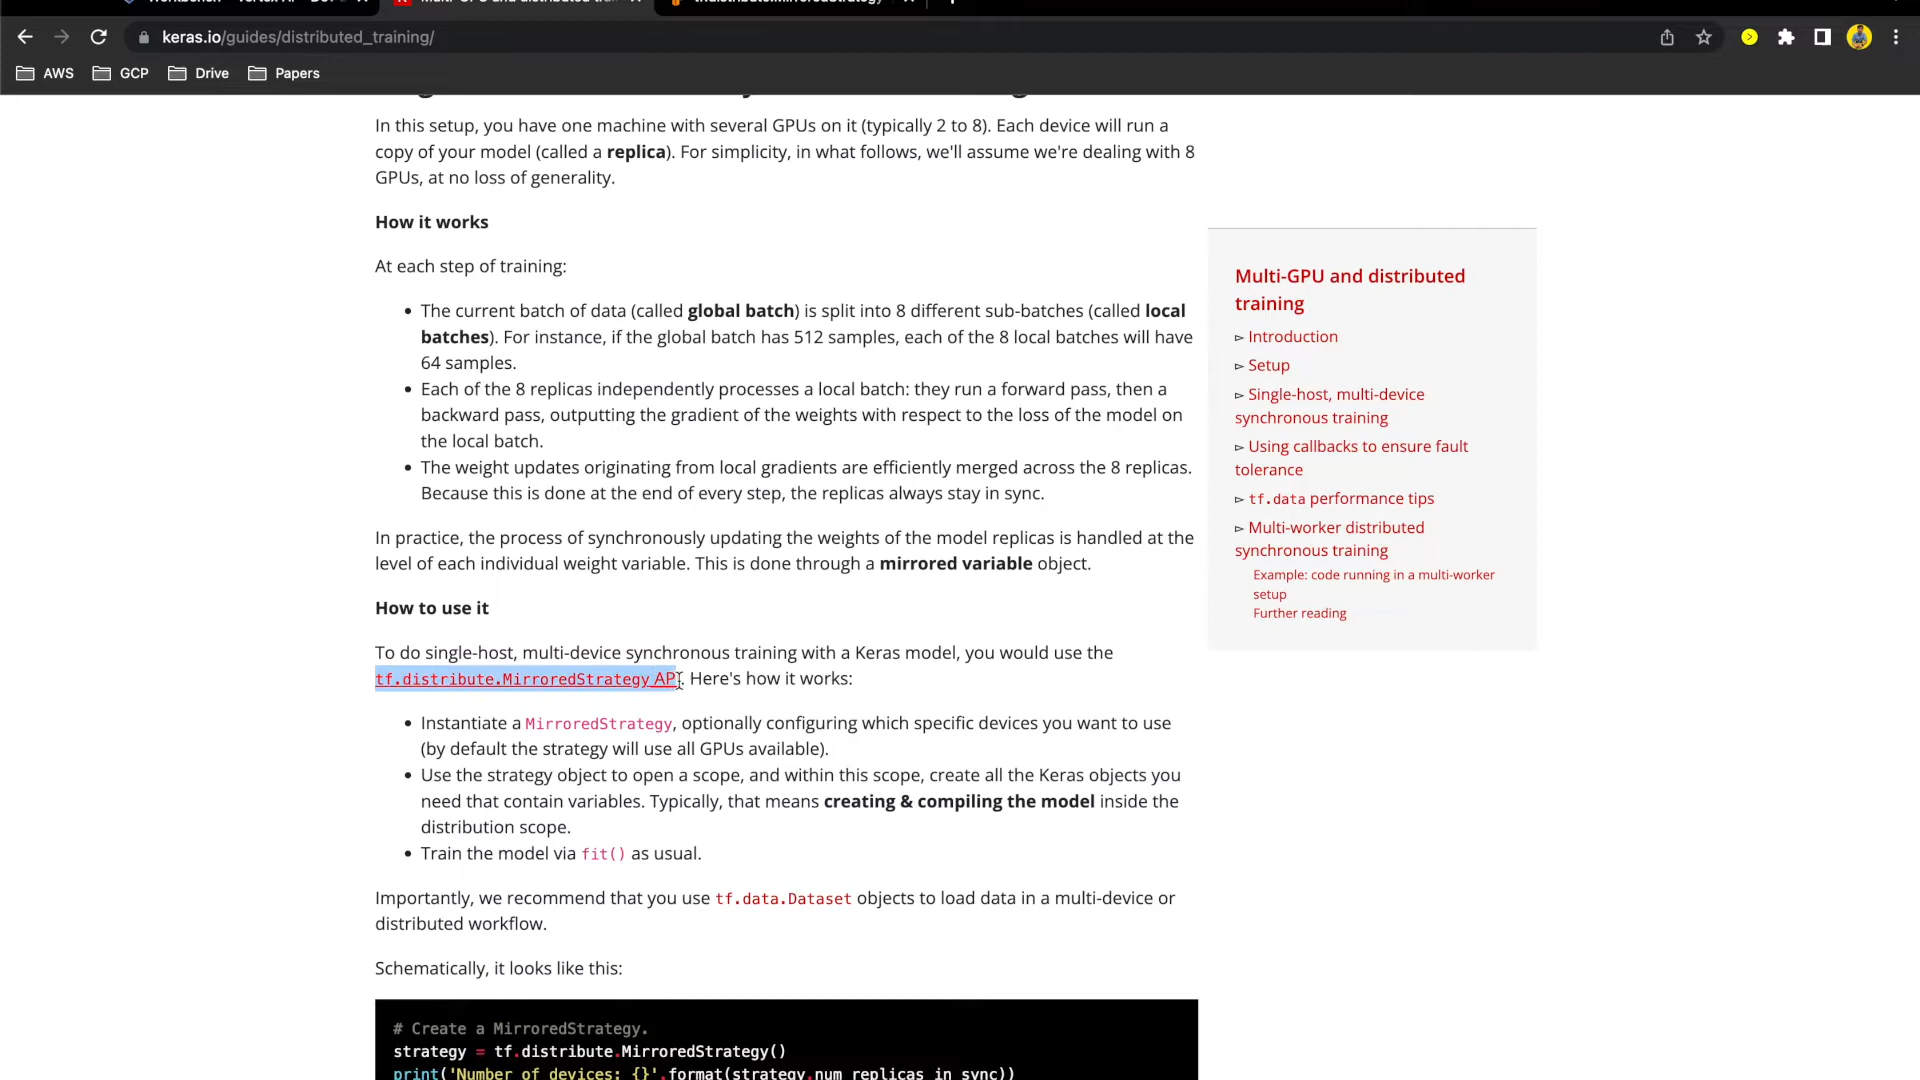 keras.io/guides/distributed_training/
AWS
GCP
Drive
Papers
In this setup, you have one machine with several GPUs on it (typically 2 to 8). Each device will run a
copy of your model (called a replica). For simplicity, in what follows, we'll assume we're dealing with 8
GPUs, at no loss of generality.
How it works
At each step of training:
The current batch of data (called global batch) is split into 8 different sub-batches (called local
batches). For instance, if the global batch has 512 samples, each of the 8 local batches will have
64 samples.
Each of the 8 replicas independently processes a local batch: they run a forward pass, then a
backward pass, outputting the gradient of the weights with respect to the loss of the model on
the local batch.
The weight updates originating from local gradients are efficiently merged across the 8 replicas.
Because this is done at the end of every step, the replicas always stay in sync.
In practice, the process of synchronously updating the weights of the model replicas is handled at the
level of each individual weight variable. This is done through a mirrored variable object.
How to use it
To do single-host, multi-device synchronous training with a Keras model, you would use the
tf.distribute.MirroredStrategy API. Here's how it works:
Instantiate a MirroredStrategy, optionally configuring which specific devices you want to use
(by default the strategy will use all GPUs available).
Use the strategy object to open a scope, and within this scope, create all the Keras objects you
need that contain variables. Typically, that means creating & compiling the model inside the
distribution scope.
Train the model via fit() as usual.
Importantly, we recommend that you use tf.data.Dataset objects to load data in a multi-device or
distributed workflow.
Schematically, it looks like this:
# Create a MirroredStrategy.
strategy = tf.distribute.MirroredStrategy()
print('Number of devices: {}'.format(strategy.num_replicas_in_sync))
Multi-GPU and distributed
training
▻ Introduction
▻ Setup
▻ Single-host, multi-device
synchronous training
▻ Using callbacks to ensure fault
tolerance
▻ tf.data performance tips
▻ Multi-worker distributed
synchronous training
Example: code running in a multi-worker
setup
Further reading